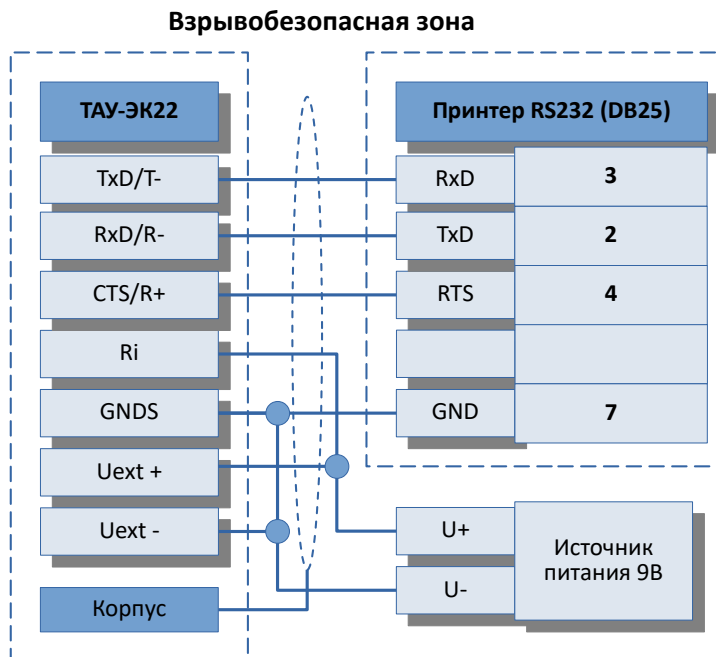 Взрывобезопасная зона
ТАУ-ЭК22
Принтер RS232 (DB25)
TxD/T-
RxD
3
RxD/R-
TxD
2
CTS/R+
RTS
4
Ri
GNDS
GND
7
Uext +
Uext -
U+
Источник
питания 9В
U-
Корпус